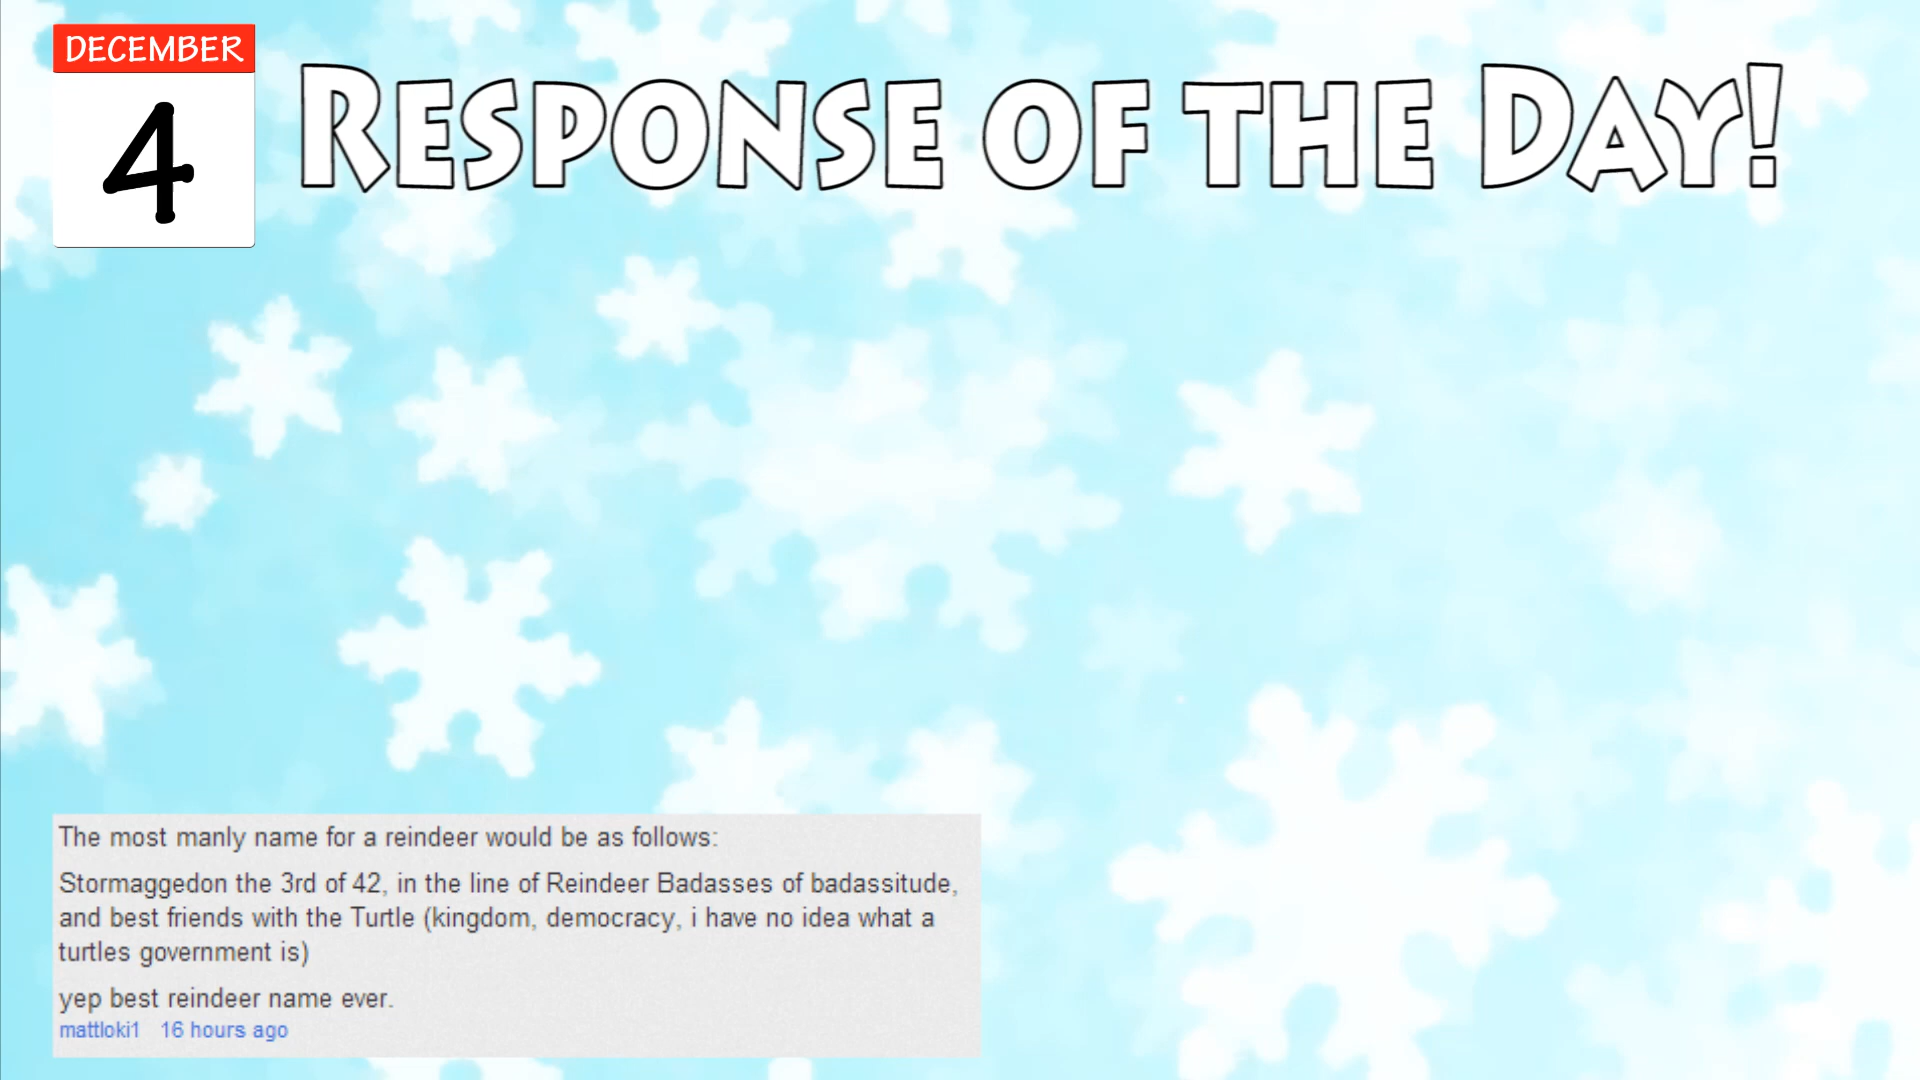 DECEMBER
4
RESPONSE OF THE DAY!
The most manly name for a reindeer would be as follows:
Stormaggedon the 3rd of 42, in the line of Reindeer Badasses of badassitude,
and best friends with the Turtle (kingdom, democracy, i have no idea what a
turtles government is)
yep best reindeer name ever.
mattloki1 16 hours ago